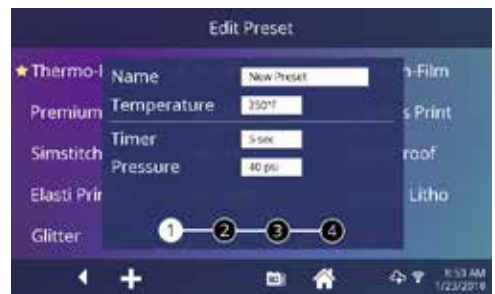 Edit Preset
Thermo-
Name
New Preset
-Film
Premium
Temperature
350°f
Print
Simstitch
Timer
5 sec
roof
Pressure
40 psi
Elasti Prin
Litho
Glitter
1
2
3
4
8:53 AM
1/23/2018